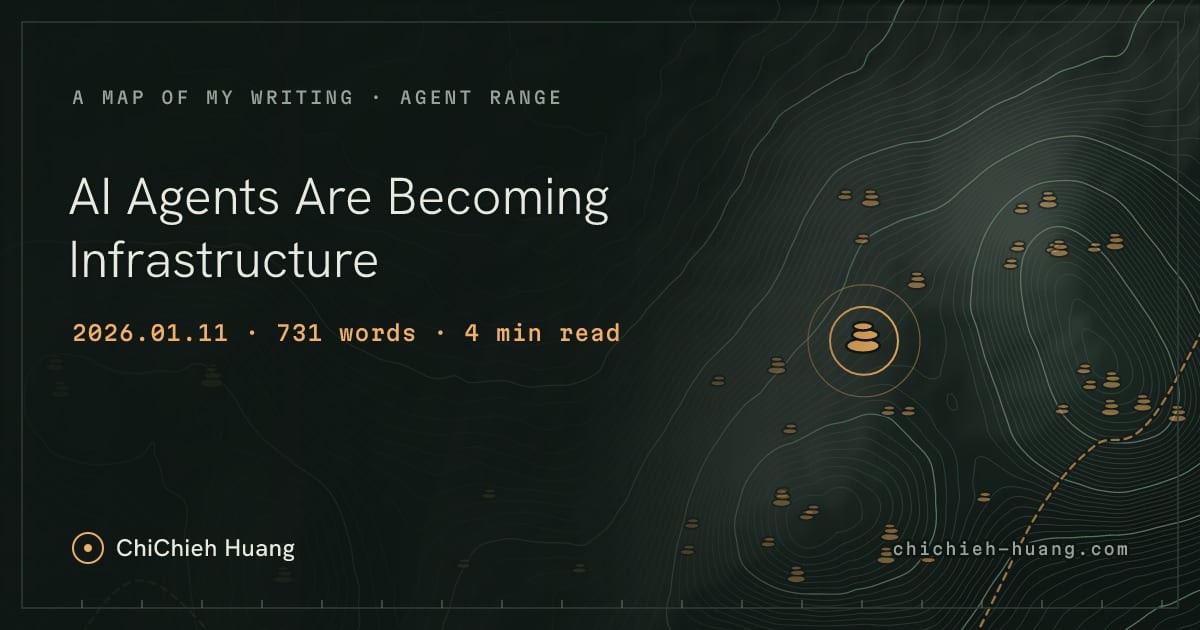 A MAP OF MY WRITING · AGENT RANGE
AI Agents Are Becoming
Infrastructure
2026.01.11 · 731 words · 4 min read
ChiChieh Huang
chichieh-huang.com